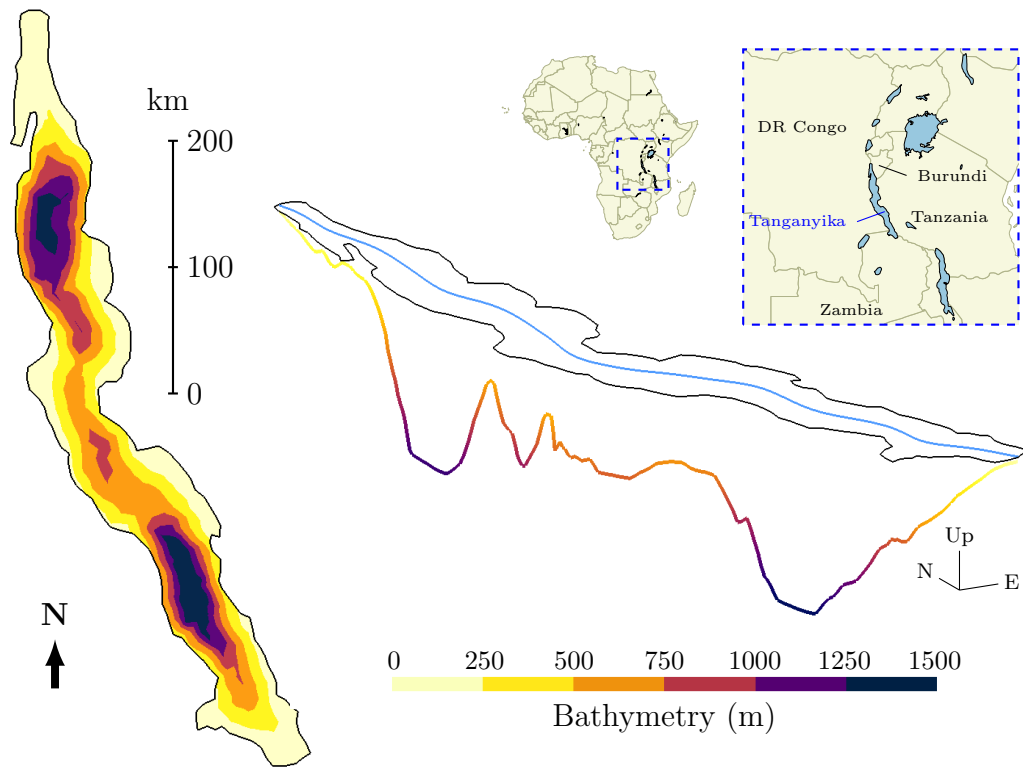 km
200
100
0
N
DR Congo
Burundi
Tanganyika
Tanzania
Zambia
Up
N
E
0 250 500 750 1000 1250 1500
Bathymetry (m)